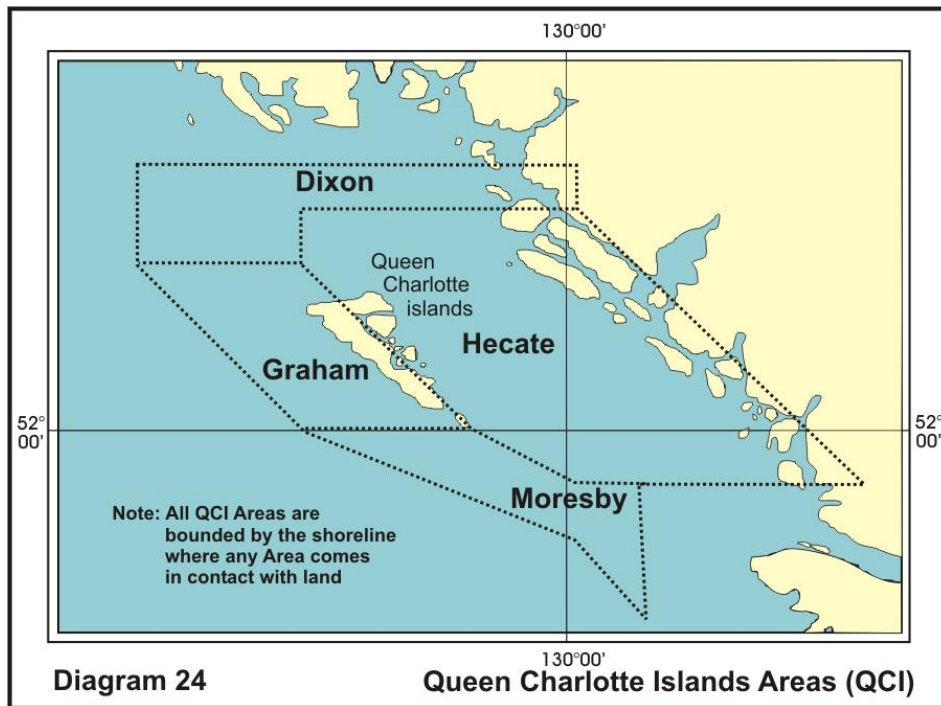 130°00'
Dixon
Queen
Charlotte
islands
Hecate
Graham
52°
00'
52°
00'
Moresby
Note: All QCI Areas are
bounded by the shoreline
where any Area comes
in contact with land
130°00'
Diagram 24
Queen Charlotte Islands Areas (QCI)